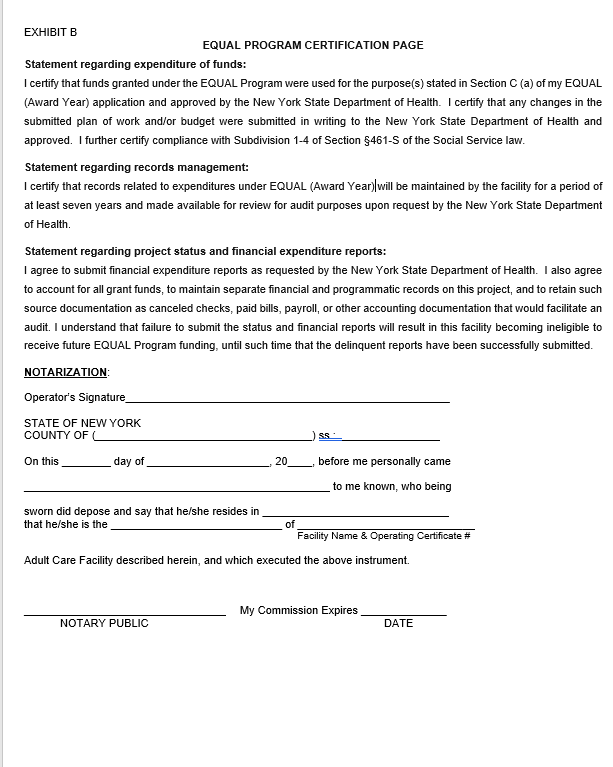 EXHIBIT B
EQUAL PROGRAM CERTIFICATION PAGE
Statement regarding expenditure of funds:
I certify that funds granted under the EQUAL Program were used for the purpose(s) stated in Section C (a) of my EQUAL
(Award Year) application and approved by the New York State Department of Health. I certify that any changes in the
submitted plan of work and/or budget were submitted in writing to the New York State Department of Health and
approved. I further certify compliance with Subdivision 1-4 of Section §461-S of the Social Service law.
Statement regarding records management:
I certify that records related to expenditures under EQUAL (Award Year) will be maintained by the facility for a period of
at least seven years and made available for review for audit purposes upon request by the New York State Department
of Health.
Statement regarding project status and financial expenditure reports:
I agree to submit financial expenditure reports as requested by the New York State Department of Health. I also agree
to account for all grant funds, to maintain separate financial and programmatic records on this project, and to retain such
source documentation as canceled checks, paid bills, payroll, or other accounting documentation that would facilitate an
audit. I understand that failure to submit the status and financial reports will result in this facility becoming ineligible to
receive future EQUAL Program funding, until such time that the delinquent reports have been successfully submitted.
NOTARIZATION:
Operator's Signature____________________
STATE OF NEW YORK
COUNTY OF (____________________) ss.:____________________
On this ________ day of ____________________, 20____, before me personally came
____________________ to me known, who being
sworn did depose and say that he/she resides in ____________________
that he/she is the ____________________ of ____________________
Facility Name & Operating Certificate #
Adult Care Facility described herein, and which executed the above instrument.
____________________ My Commission Expires ______________
NOTARY PUBLIC DATE